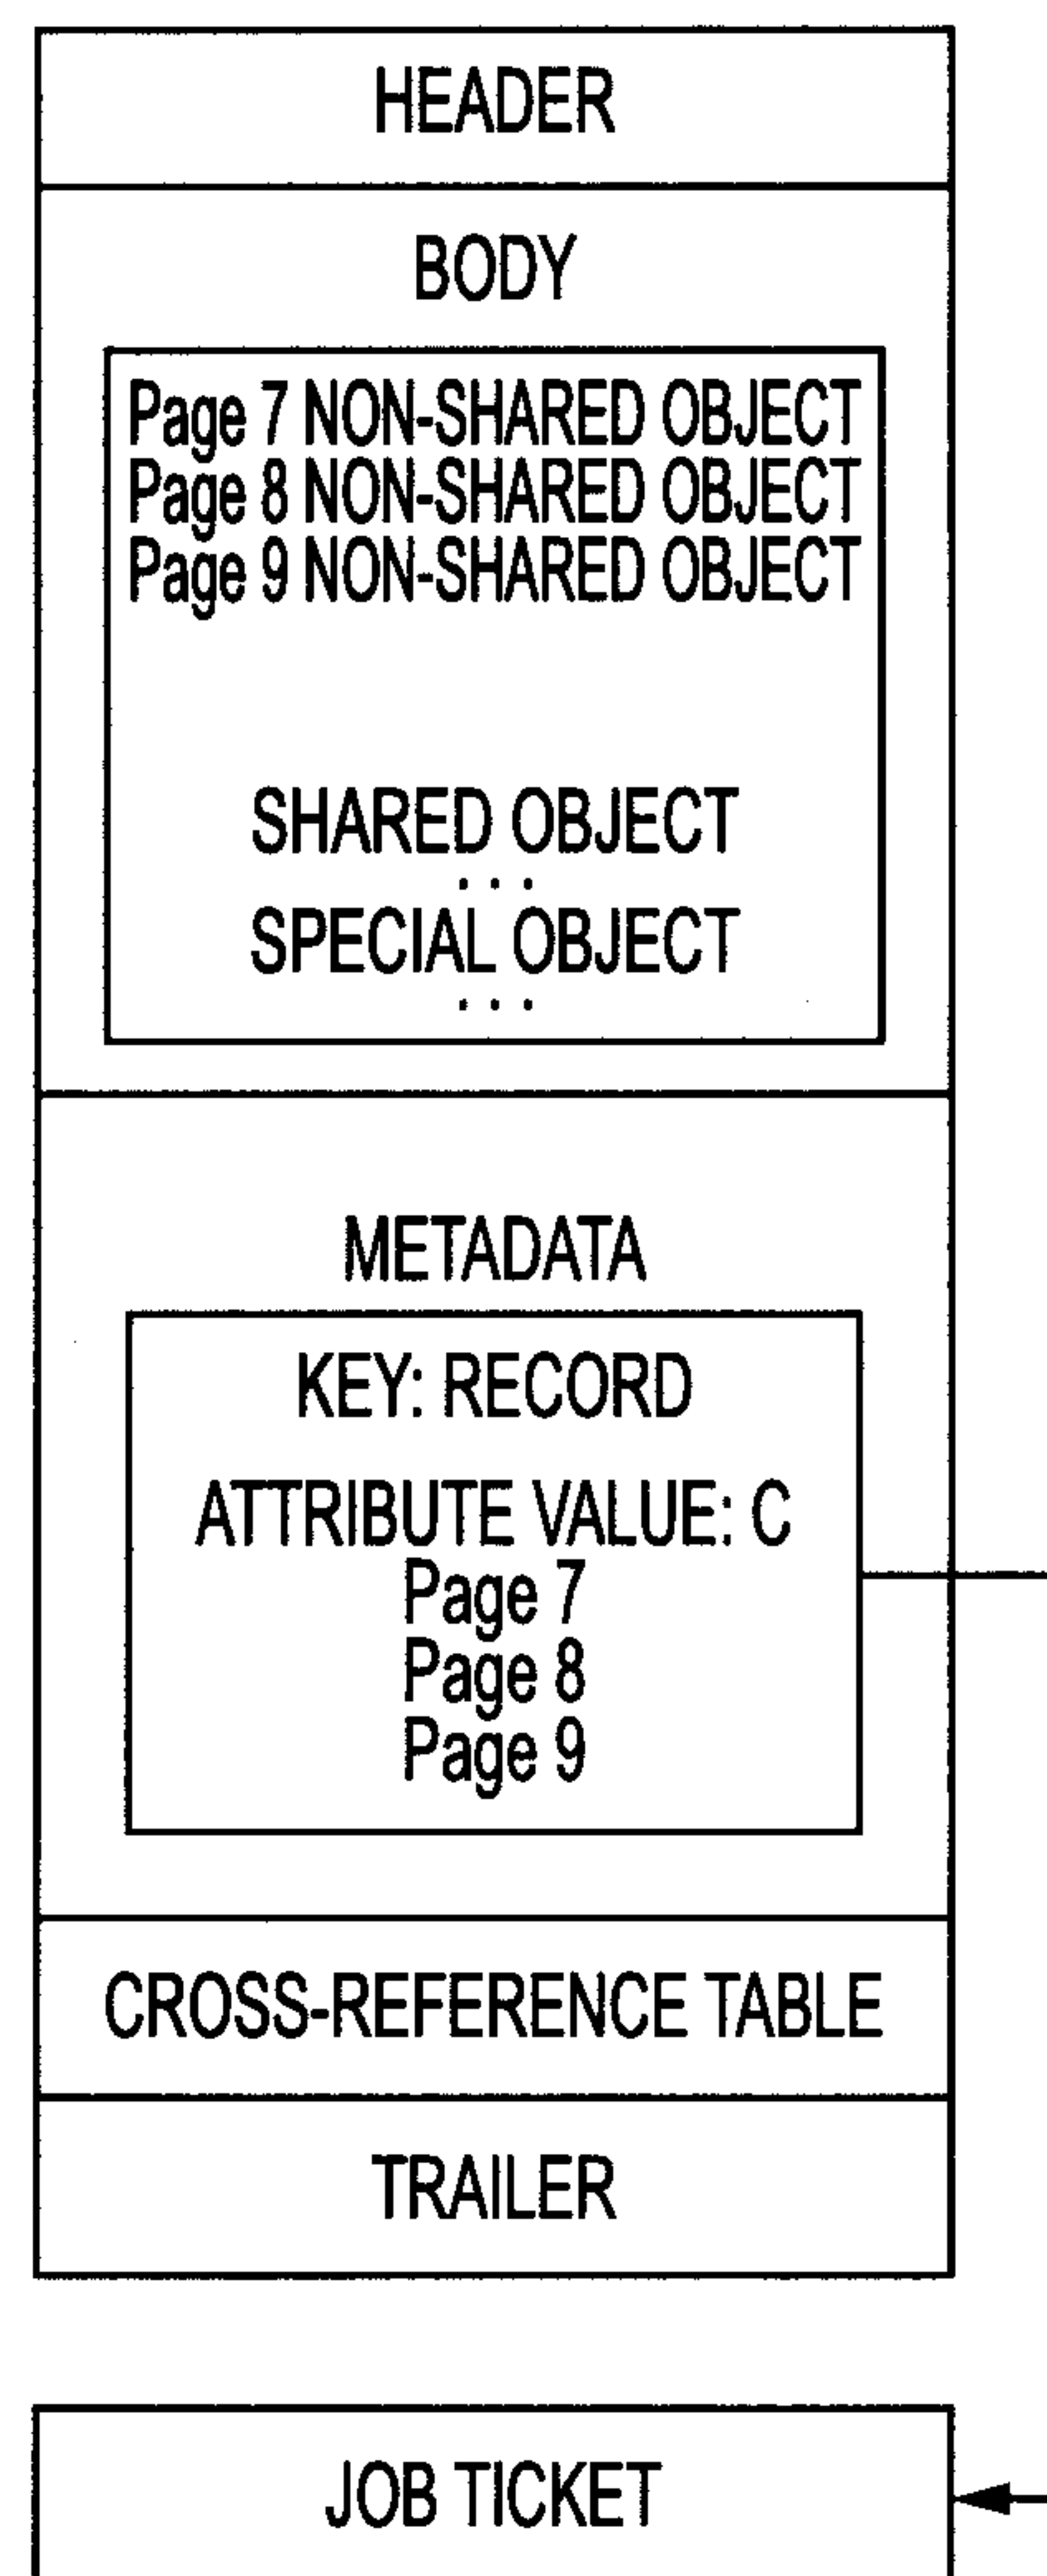 HEADER
BODY
Page 7 NON-SHARED OBJECT
Page 8 NON-SHARED OBJECT
Page 9 NON-SHARED OBJECT
SHARED OBJECT
. . .
SPECIAL OBJECT
. . .
METADATA
KEY: RECORD
ATTRIBUTE VALUE: C
Page 7
Page 8
Page 9
CROSS-REFERENCE TABLE
TRAILER
JOB TICKET